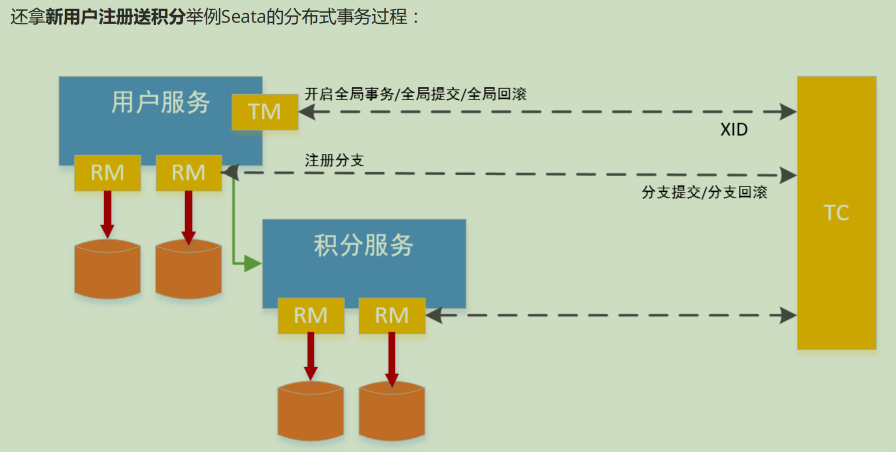 还拿新用户注册送积分举例Seata的分布式事务过程：
用户服务
TM
开启全局事务/全局提交/全局回滚
XID
RM
RM
注册分支
分支提交/分支回滚
TC
积分服务
RM
RM